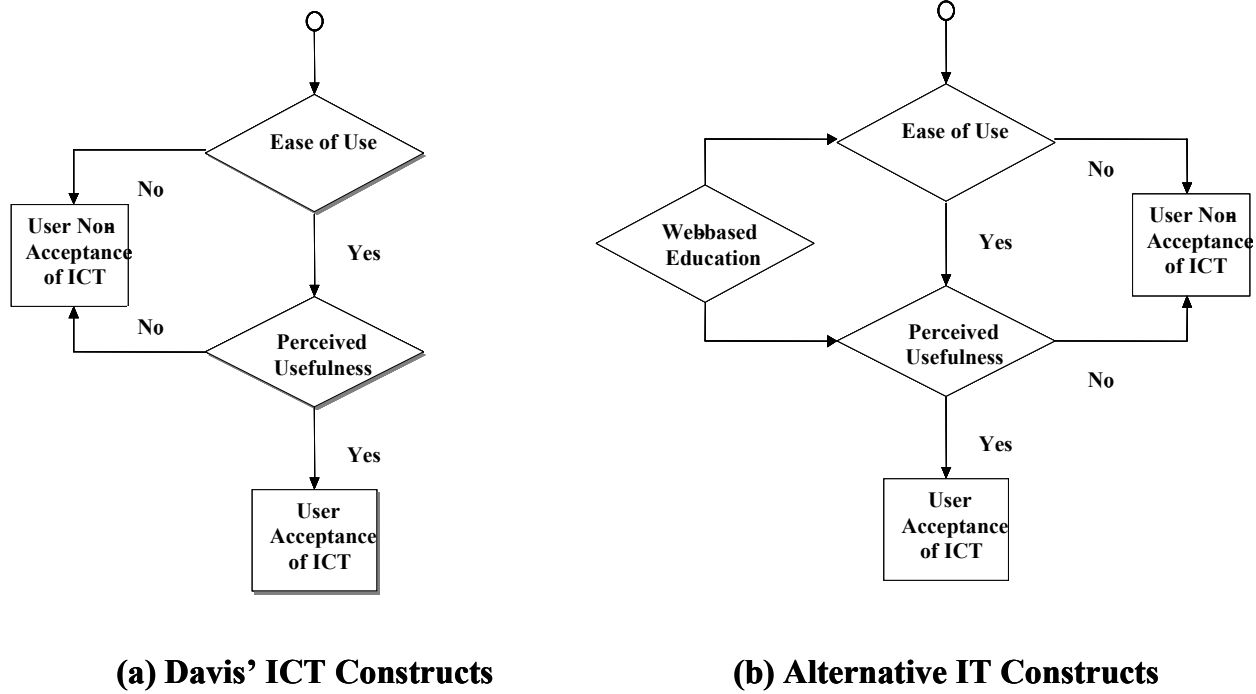 Ease of Use
No
User Non-
Acceptance
of ICT
Yes
No
Perceived
Usefulness
Yes
User
Acceptance
of ICT
(a) Davis’ ICT Constructs
Ease of Use
No
Web-based
Education
Yes
User Non-
Acceptance
of ICT
Perceived
Usefulness
No
Yes
User
Acceptance
of ICT
(b) Alternative IT Constructs